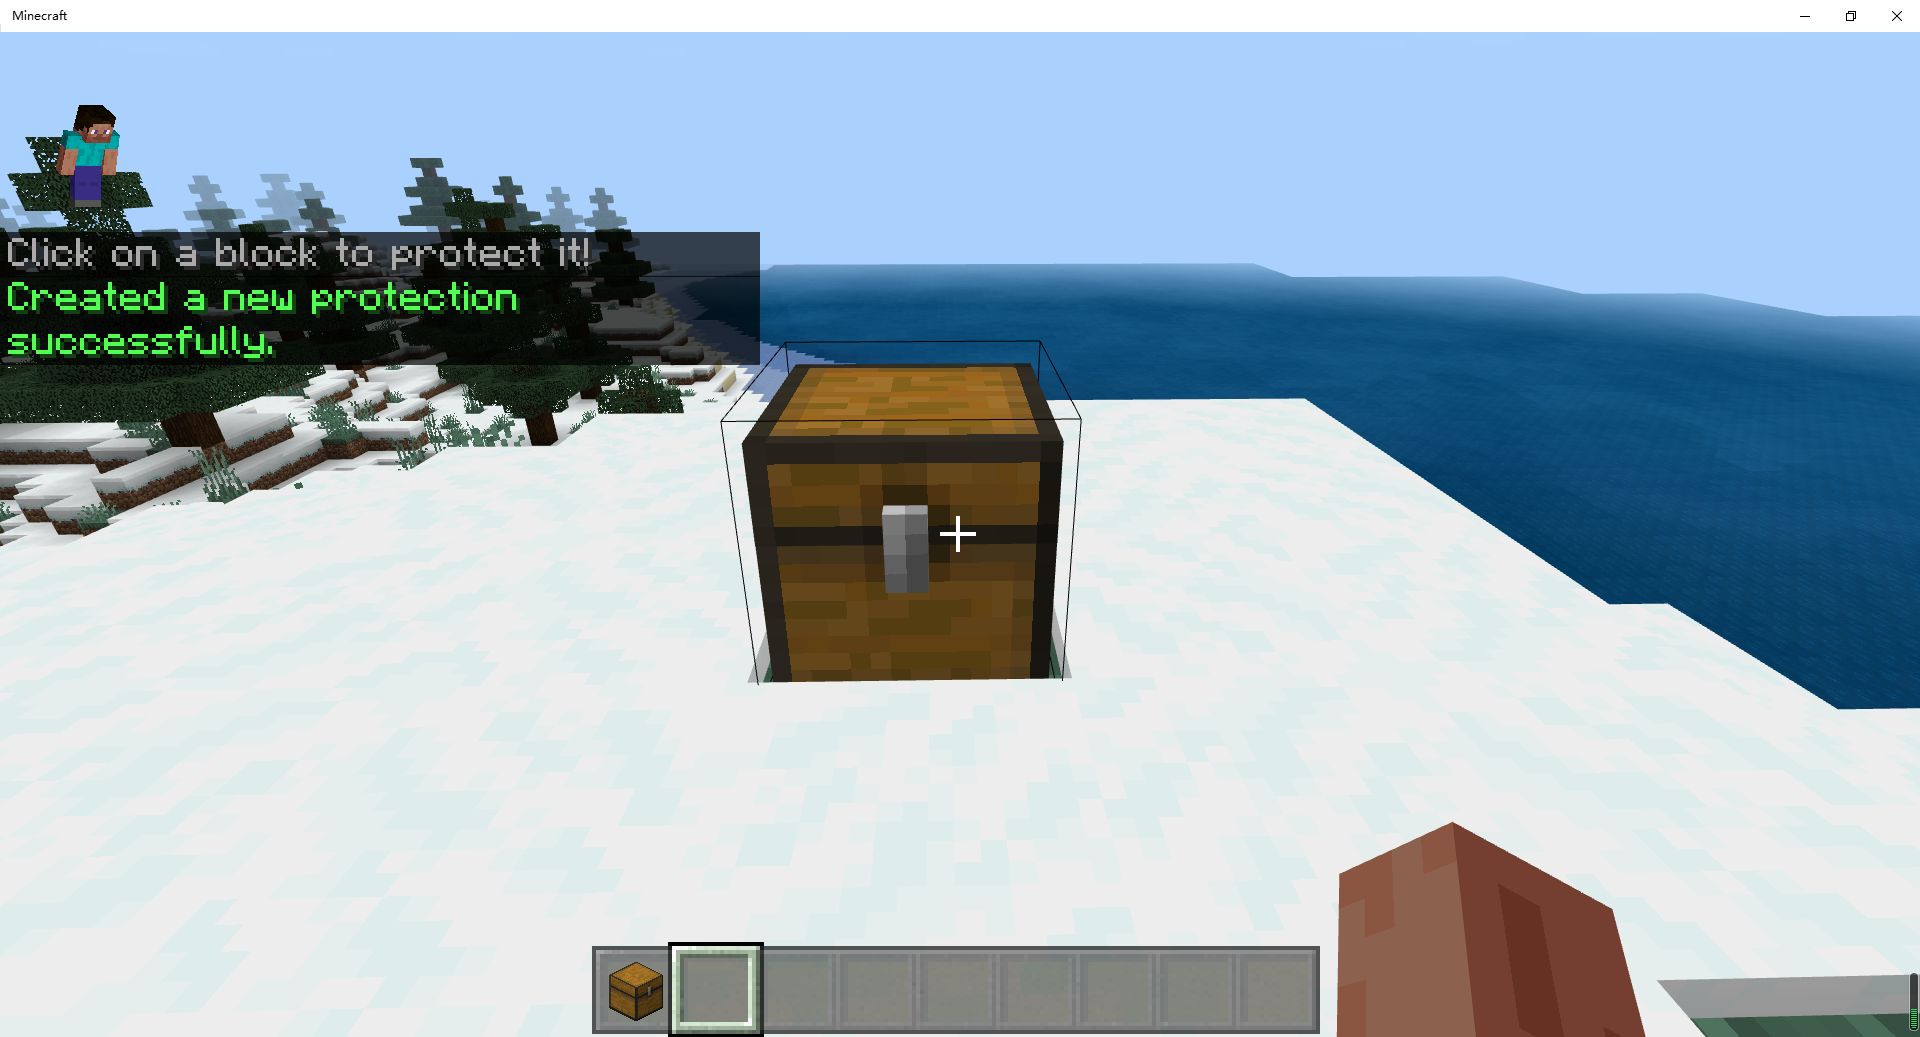 Minecraft
Click on a block to protect it!
Created a new protection
successfully.